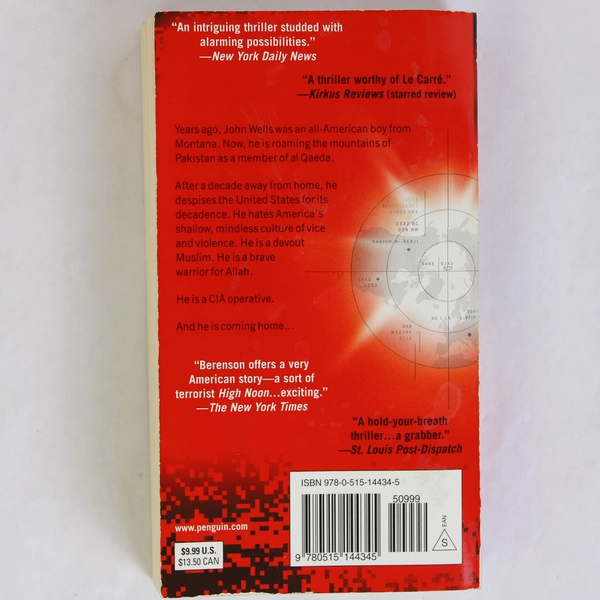 “An intriguing thriller studded with
alarming possibilities.”
—New York Daily News
“A thriller worthy of Le Carré.”
—Kirkus Reviews (starred review)
Years ago, John Wells was an all-American boy from
Montana. Now, he is roaming the mountains of
Pakistan as a member of al Qaeda.
After a decade away from home, he
despises the United States for its
decadence. He hates America's
shallow, mindless culture of vice
and violence. He is a devout
Muslim. He is a brave
warrior for Allah.
He is a CIA operative.
And he is coming home...
“Berenson offers a very
American story—a sort of
terrorist High Noon...exciting.”
—The New York Times
“A hold-your-breath
thriller...a grabber.”
—St. Louis Post-Dispatch
ISBN 978-0-515-14434-5
50999
EAN
S
9 780515 144345
www.penguin.com
$9.99 U.S.
$13.50 CAN